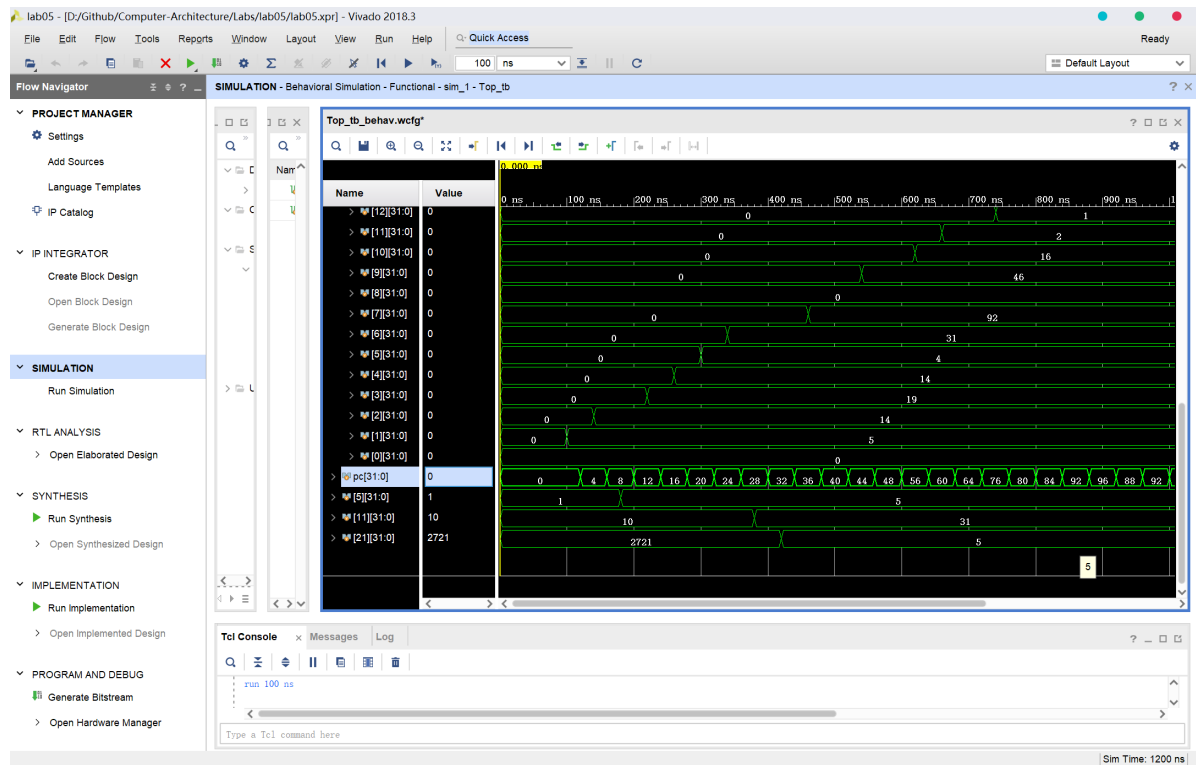 lab05 - [D:/Github/Computer-Architecture/Labs/lab05/lab05.xpr] - Vivado 2018.3
File Edit Flow Tools Reports Window Layout View Run Help Quick Access Ready
100 ns Default Layout
Flow Navigator ? _
SIMULATION - Behavioral Simulation - Functional - sim_1 - Top_tb ? X
PROJECT MANAGER
Settings
Add Sources
Language Templates
IP Catalog
IP INTEGRATOR
Create Block Design
Open Block Design
Generate Block Design
SIMULATION
Run Simulation
RTL ANALYSIS
Open Elaborated Design
SYNTHESIS
Run Synthesis
Open Synthesized Design
IMPLEMENTATION
Run Implementation
Open Implemented Design
PROGRAM AND DEBUG
Generate Bitstream
Open Hardware Manager
Nam
Top_tb_behav.wcfg*
0.000 ns
Name Value
0 ns 100 ns 200 ns 300 ns 400 ns 500 ns 600 ns 700 ns 800 ns 900 ns
[12][31:0] 0 0 1
[11][31:0] 0 0 2
[10][31:0] 0 0 16
[9][31:0] 0 0 46
[8][31:0] 0 0
[7][31:0] 0 0 92
[6][31:0] 0 0 31
[5][31:0] 0 0 4
[4][31:0] 0 0 14
[3][31:0] 0 0 19
[2][31:0] 0 0 14
[1][31:0] 0 0 5
[0][31:0] 0 0
pc[31:0] 0 0 4 8 12 16 20 24 28 32 36 40 44 48 56 60 64 76 80 84 92 96 88 92
[5][31:0] 1 1 5
[11][31:0] 10 10 31
[21][31:0] 2721 2721 5
5
Tcl Console Messages Log
run 100 ns
Type a Tcl command here
Sim Time: 1200 ns